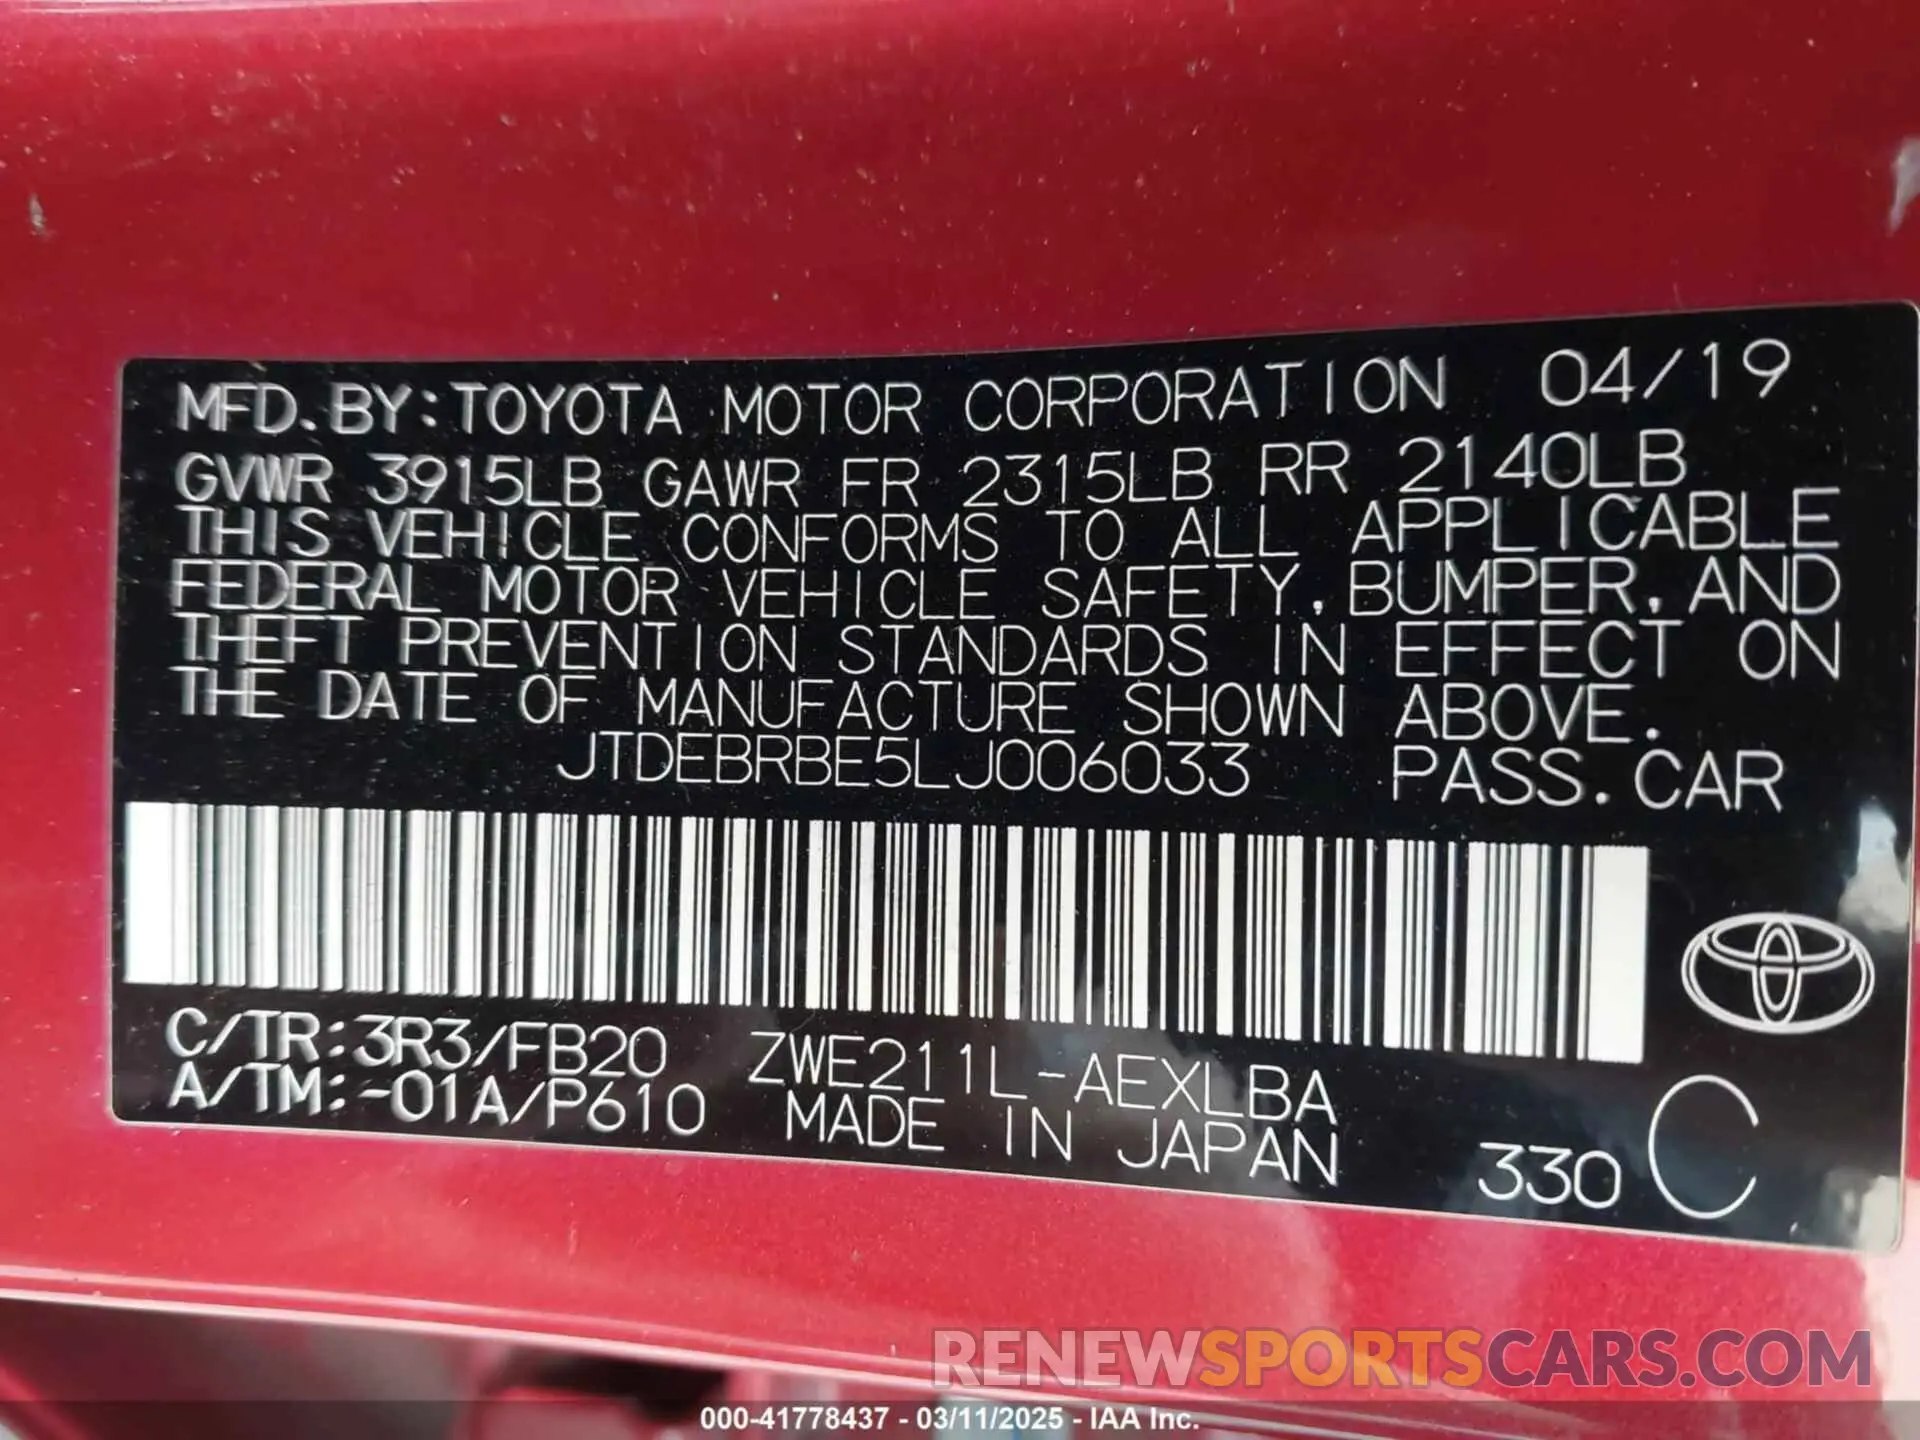 MFD.BY:TOYOTA MOTOR CORPORATION 04/19
GVWR 3915LB GAWR FR 2315LB RR 2140LB
THIS VEHICLE CONFORMS TO ALL APPLICABLE
FEDERAL MOTOR VEHICLE SAFETY, BUMPER, AND
THEFT PREVENTION STANDARDS IN EFFECT ON
THE DATE OF MANUFACTURE SHOWN ABOVE.
JTDEBRBE5LJ006033 PASS.CAR
C/TR:3R3/FB20 ZWE211L-AEXLBA
A/TM:-01A/P610 MADE IN JAPAN 330 C
RENEWSPORTSCARS.COM
000-41778437 - 03/11/2025 - IAA Inc.